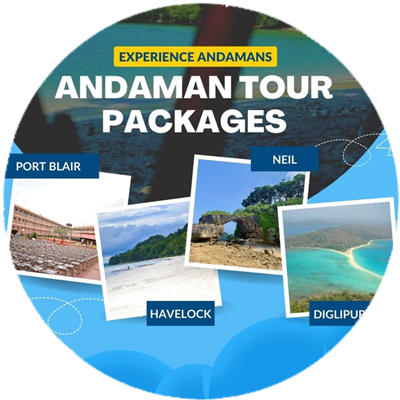 EXPERIENCE ANDAMANS
ANDAMAN TOUR
PACKAGES
PORT BLAIR
NEIL
HAVELOCK
DIGLIPUR